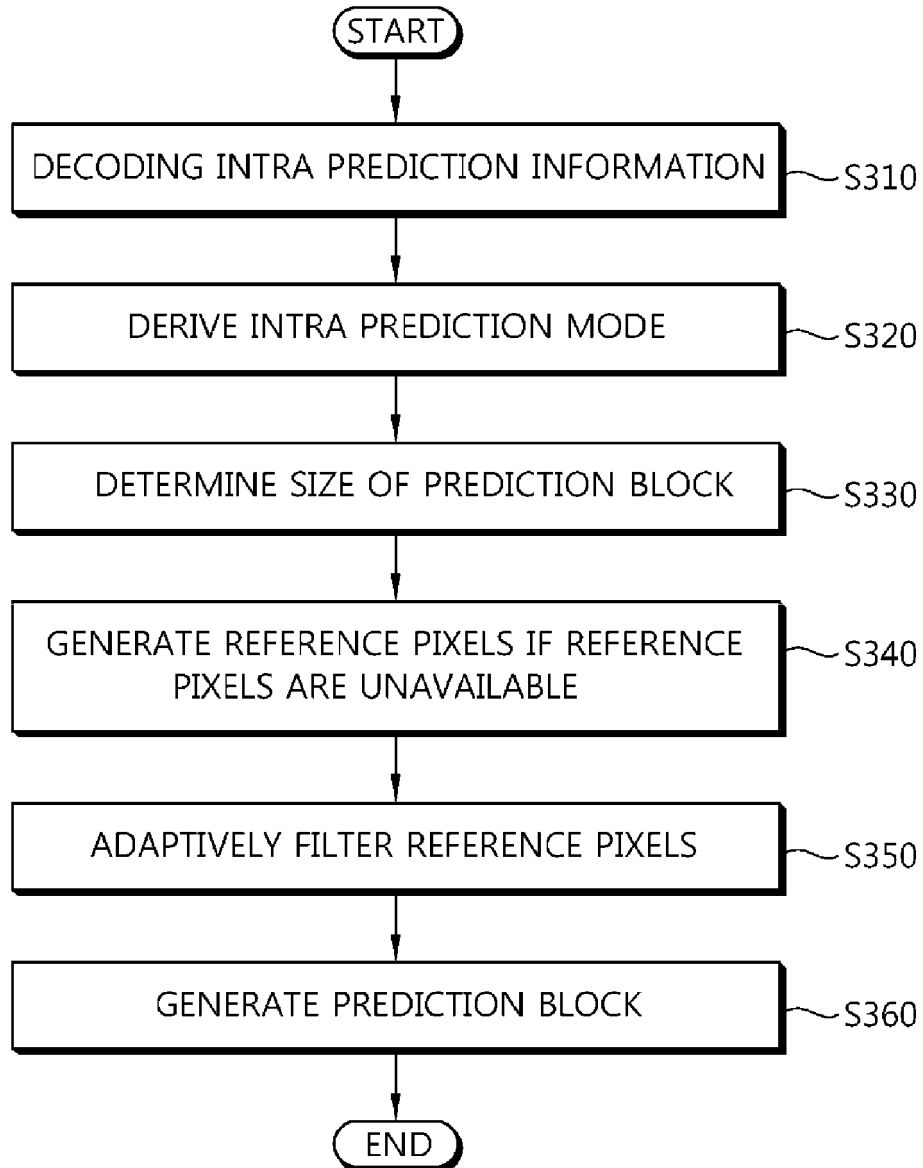 START
DECODING INTRA PREDICTION INFORMATION
S310
DERIVE INTRA PREDICTION MODE
S320
DETERMINE SIZE OF PREDICTION BLOCK
S330
GENERATE REFERENCE PIXELS IF REFERENCE
PIXELS ARE UNAVAILABLE
S340
ADAPTIVELY FILTER REFERENCE PIXELS
S350
GENERATE PREDICTION BLOCK
S360
END